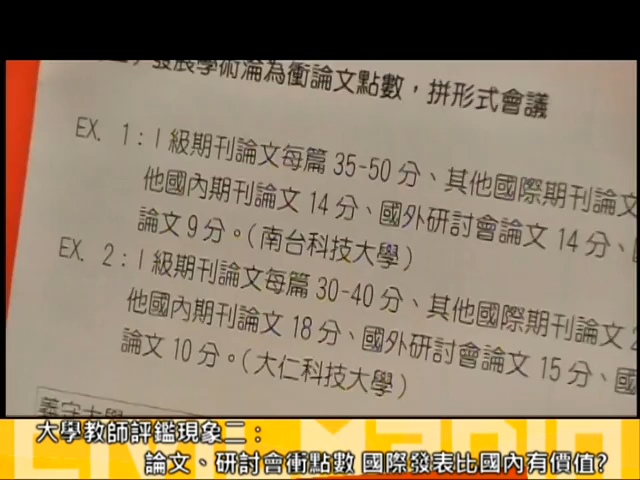 發展學術淪為衝論文點數，拼形式會議
EX. 1：I 級期刊論文每篇 35-50 分、其他國際期刊論文
他國內期刊論文 14 分、國外研討會論文 14 分、
論文 9 分。（南台科技大學）
EX. 2：I 級期刊論文每篇 30-40 分、其他國際期刊論文
他國內期刊論文 18 分、國外研討會論文 15 分、國
論文 10 分。（大仁科技大學）
義守大學
大學教師評鑑現象二：
論文、研討會衝點數 國際發表比國內有價值?